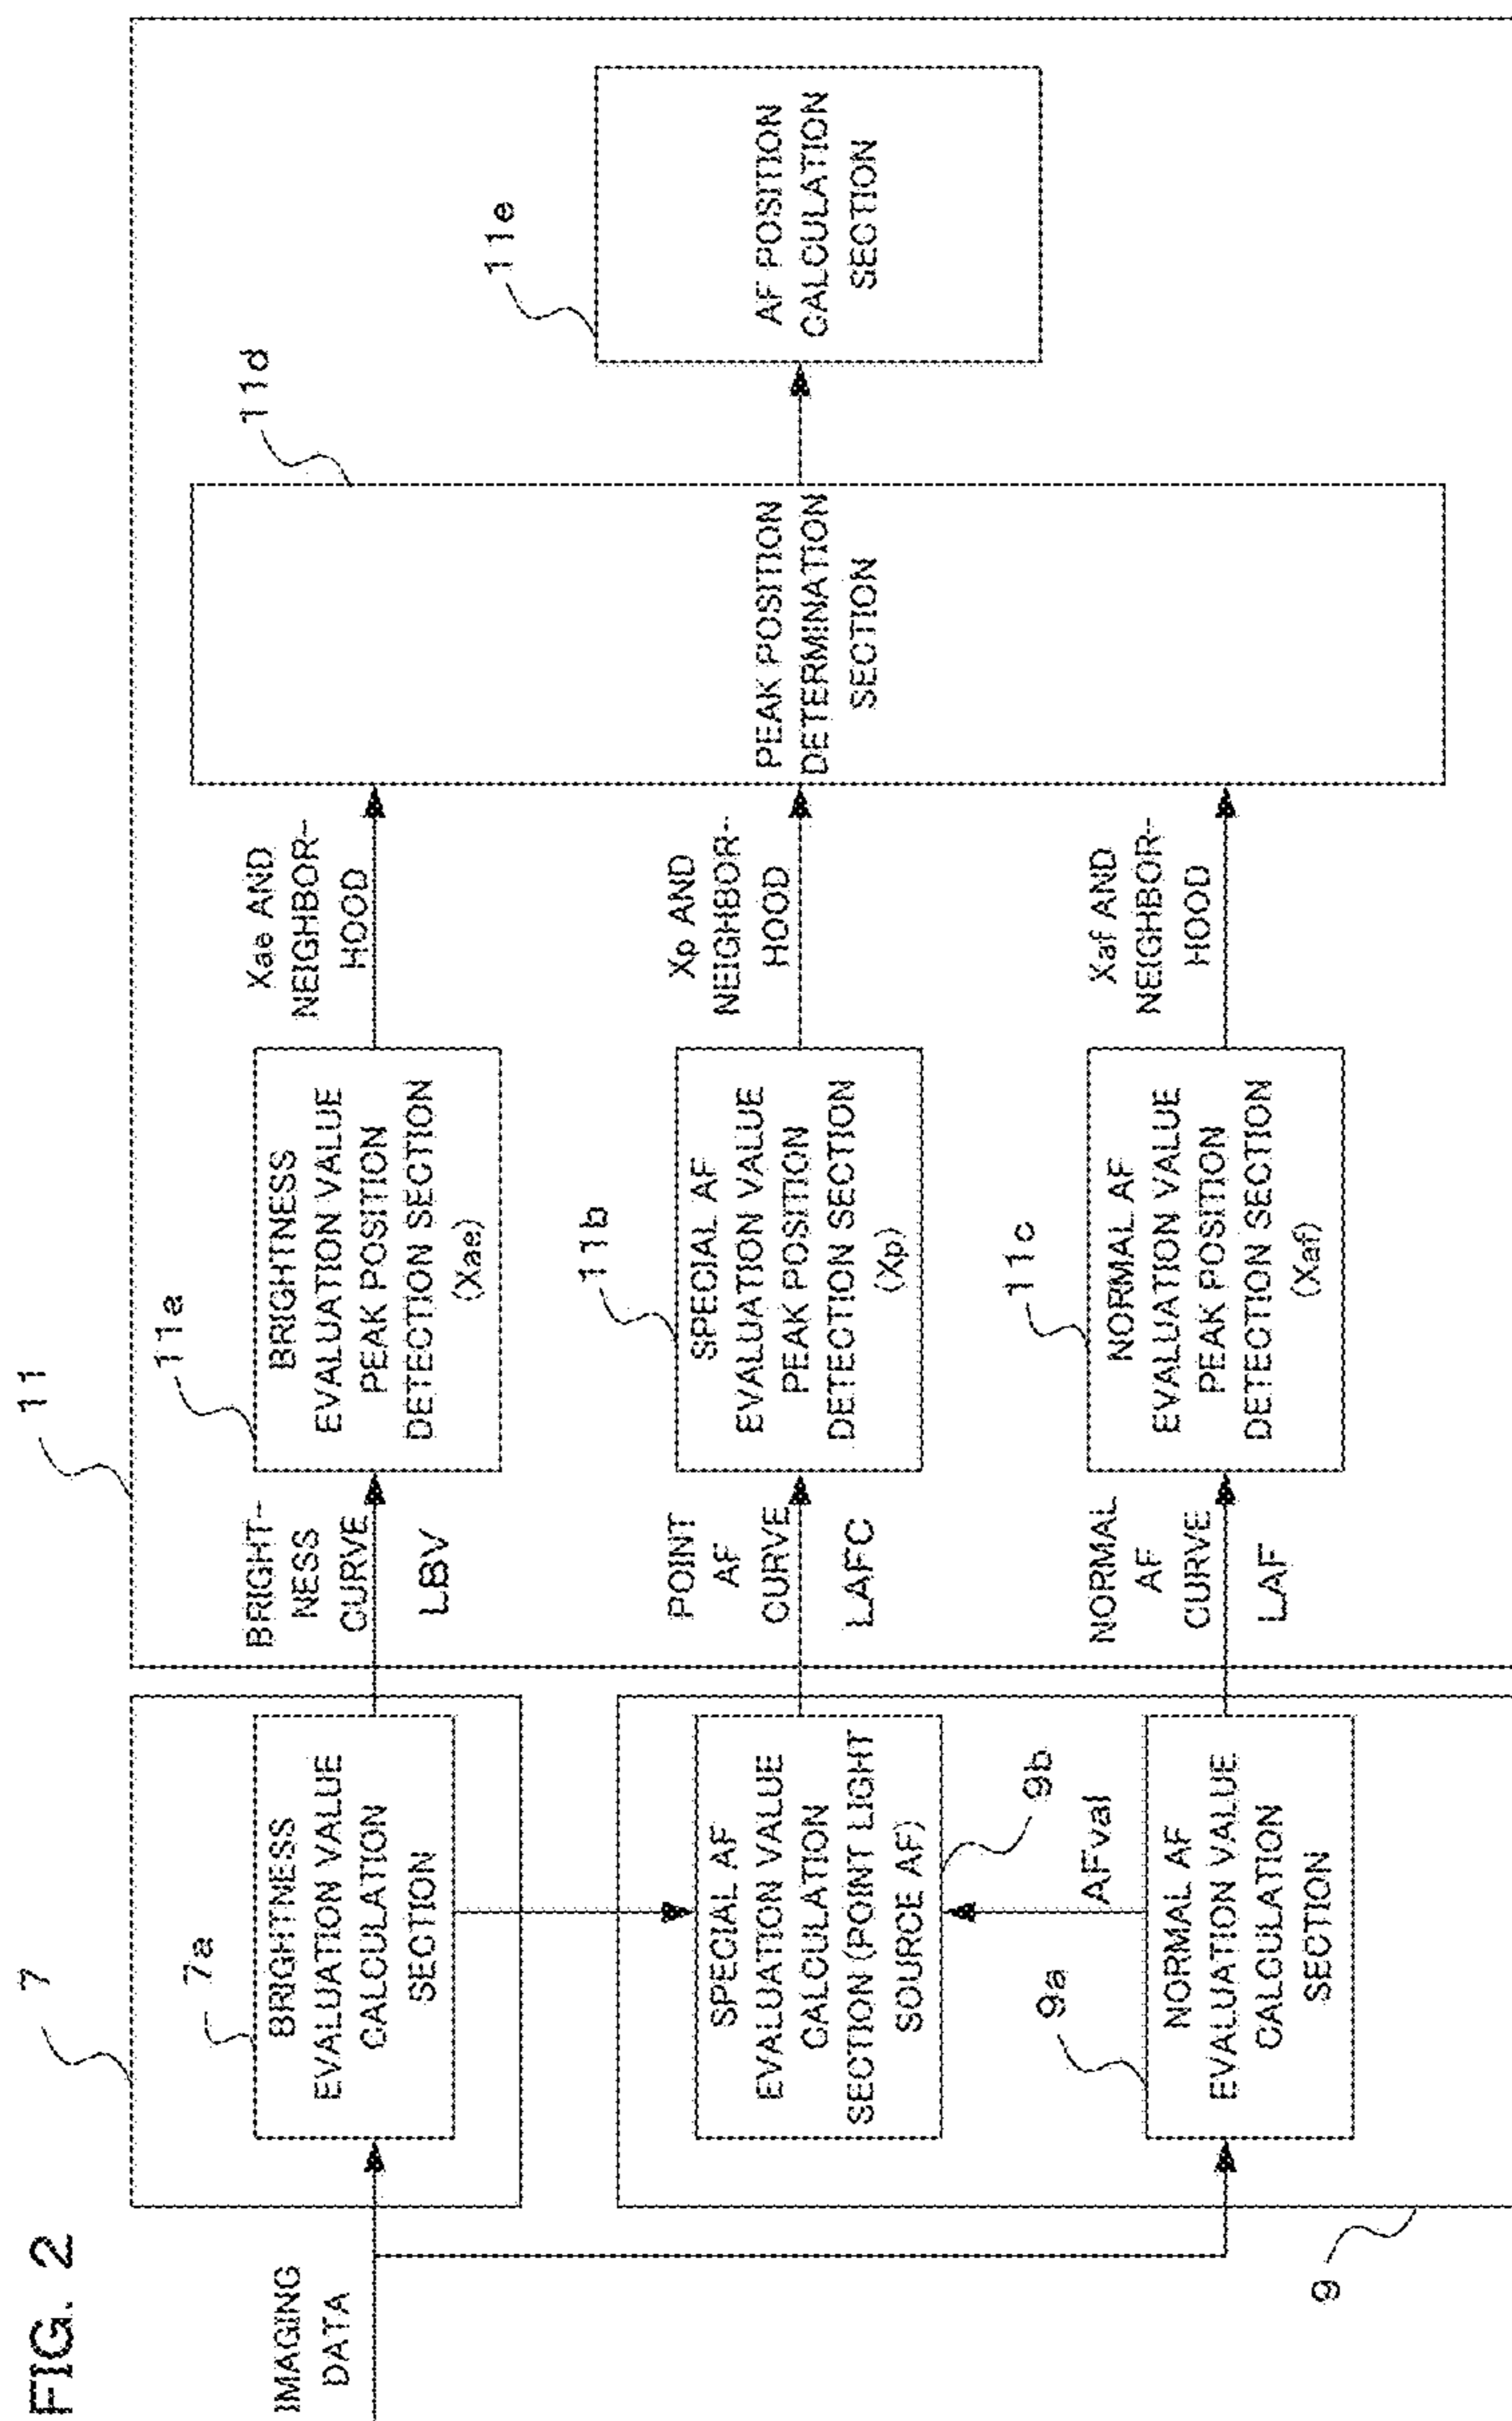 FIG. 2
IMAGING
DATA
7
7a
BRIGHTNESS
EVALUATION VALUE
CALCULATION
SECTION
9
SPECIAL AF
EVALUATION VALUE
CALCULATION
SECTION (POINT LIGHT
SOURCE AF)
9b
AFval
9a
NORMAL AF
EVALUATION VALUE
CALCULATION
SECTION
11
BRIGHT-
NESS
CURVE
LBV
POINT
AF
CURVE
LAFC
NORMAL
AF
CURVE
LAF
11a
BRIGHTNESS
EVALUATION VALUE
PEAK POSITION
DETECTION SECTION
(Xae)
11b
SPECIAL AF
EVALUATION VALUE
PEAK POSITION
DETECTION SECTION
(Xp)
11c
NORMAL AF
EVALUATION VALUE
PEAK POSITION
DETECTION SECTION
(Xaf)
Xae AND
NEIGHBOR-
HOOD
Xp AND
NEIGHBOR-
HOOD
Xaf AND
NEIGHBOR-
HOOD
11d
PEAK POSITION
DETERMINATION
SECTION
11e
AF POSITION
CALCULATION
SECTION